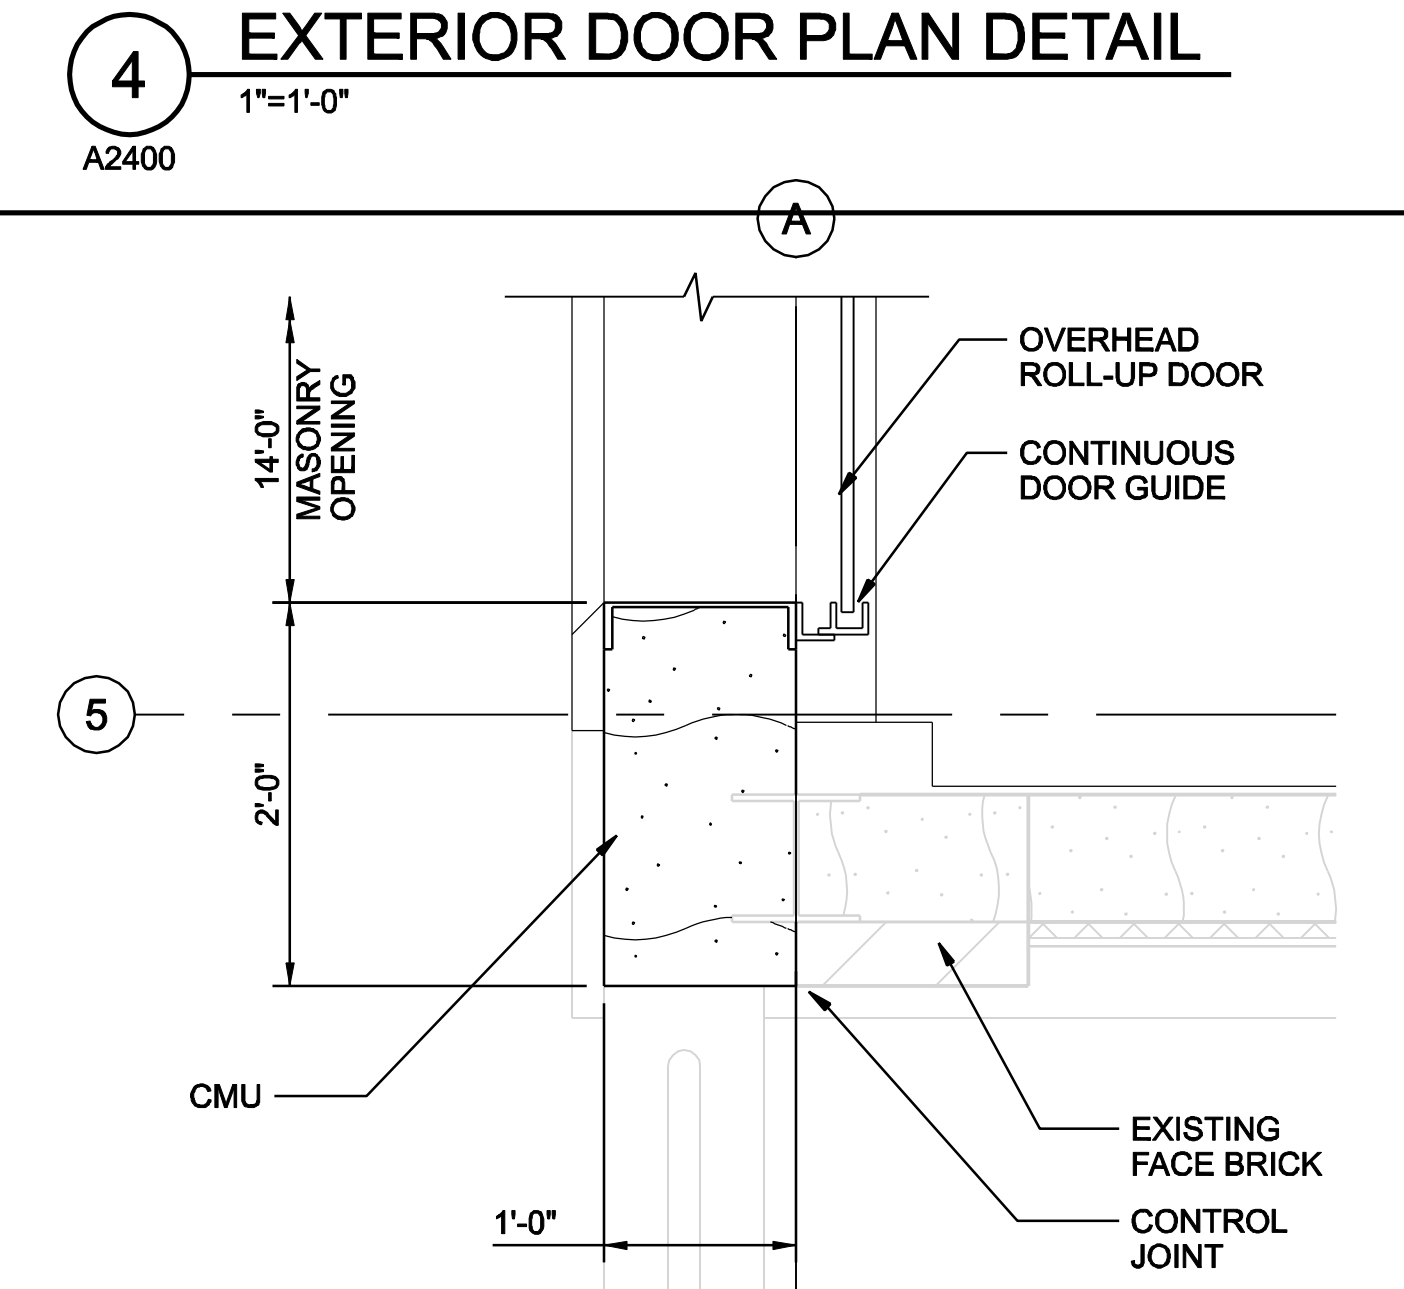 4
EXTERIOR DOOR PLAN DETAIL
1"=1'-0"
A2400
A
OVERHEAD
ROLL-UP DOOR
CONTINUOUS
DOOR GUIDE
14'-0"
MASONRY
OPENING
5
2'-0"
CMU
EXISTING
FACE BRICK
CONTROL
JOINT
1'-0"